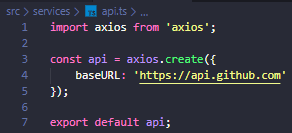 src > services > TS api.ts > ...
1 import axios from 'axios';
2
3 const api = axios.create({
4     baseURL: 'https://api.github.com'
5 });
6
7 export default api;